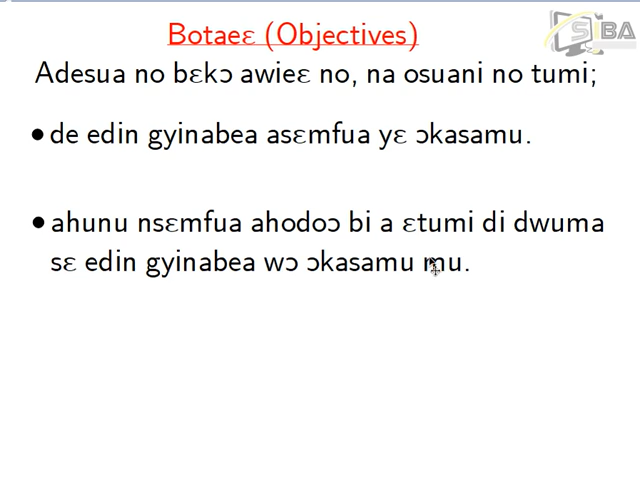 Botaeɛ (Objectives)
SiBA
Adesua no bɛkɔ awieɛ no, na osuani no tumi;
• de edin gyinabea asɛmfua yɛ ɔkasamu.
• ahunu nsɛmfua ahodoɔ bi a ɛtumi di dwuma
sɛ edin gyinabea wɔ ɔkasamu mu.